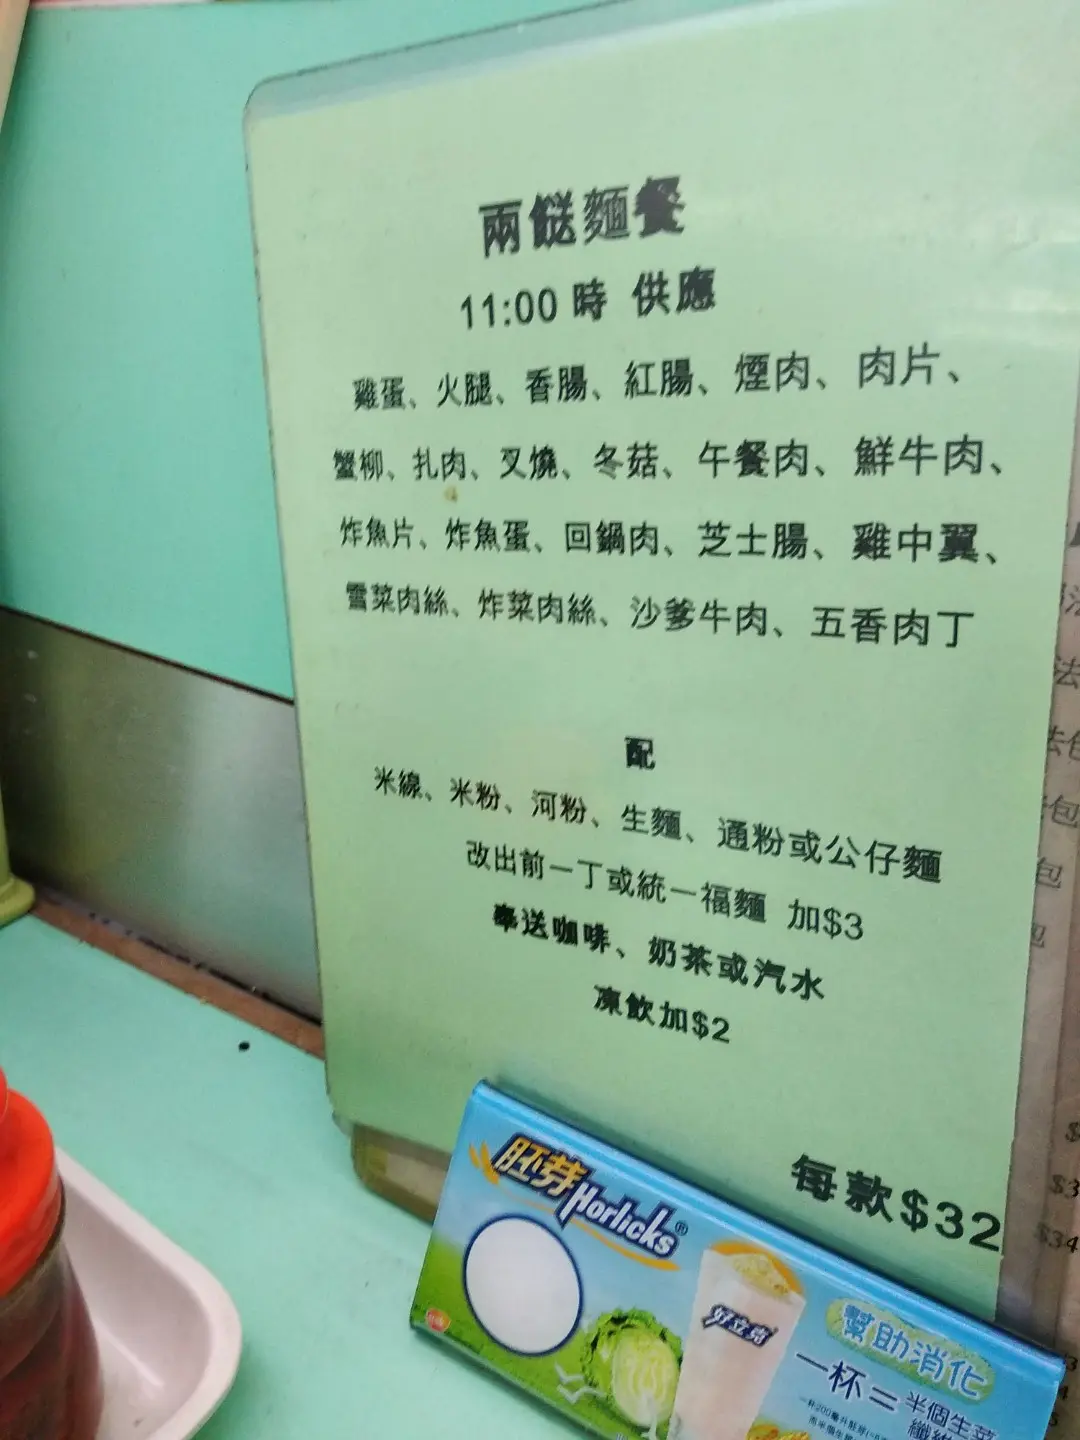 兩餸麵餐
11:00 時 供應
雞蛋、火腿、香腸、紅腸、煙肉、肉片、
蟹柳、扎肉、叉燒、冬菇、午餐肉、鮮牛肉、
炸魚片、炸魚蛋、回鍋肉、芝士腸、雞中翼、
雪菜肉絲、炸菜肉絲、沙爹牛肉、五香肉丁
配
米線、米粉、河粉、生麵、通粉或公仔麵
改出前一丁或統一福麵 加$3
奉送咖啡、奶茶或汽水
凍飲加$2
每款$32
胚芽Horlicks®
好立克
幫助消化
一杯=半個生菜